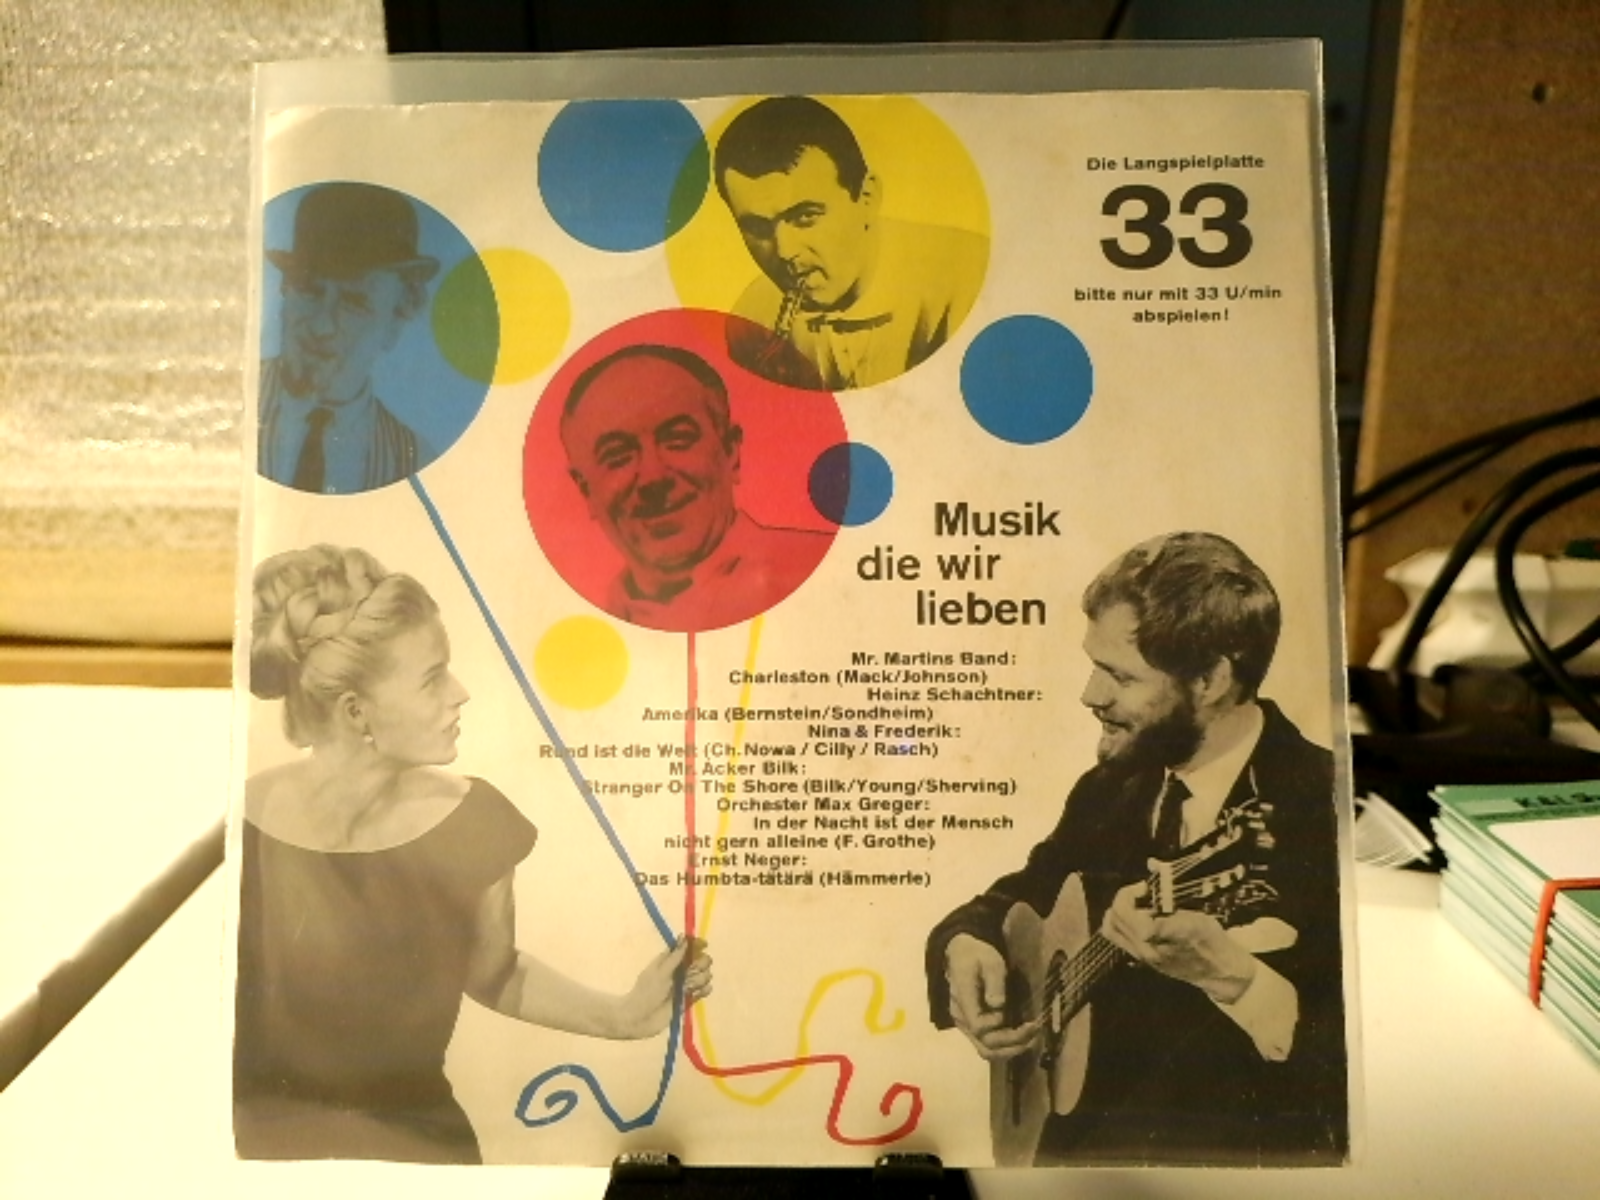 Die Langspielplatte
33
bitte nur mit 33 U/min
abspielen!
Musik
die wir
lieben
Mr. Martins Band:
Charleston (Mack/Johnson)
Heinz Schachtner:
Amerika (Bernstein/Sondheim)
Nina & Frederik:
Rund ist die Welt (Ch. Nowa / Cilly / Rasch)
Mr. Acker Bilk:
Stranger On The Shore (Bilk/Young/Sherving)
Orchester Max Greger:
In der Nacht ist der Mensch
nicht gern alleine (F. Grothe)
Ernst Neger:
Das Humbta-tätärä (Hämmerle)